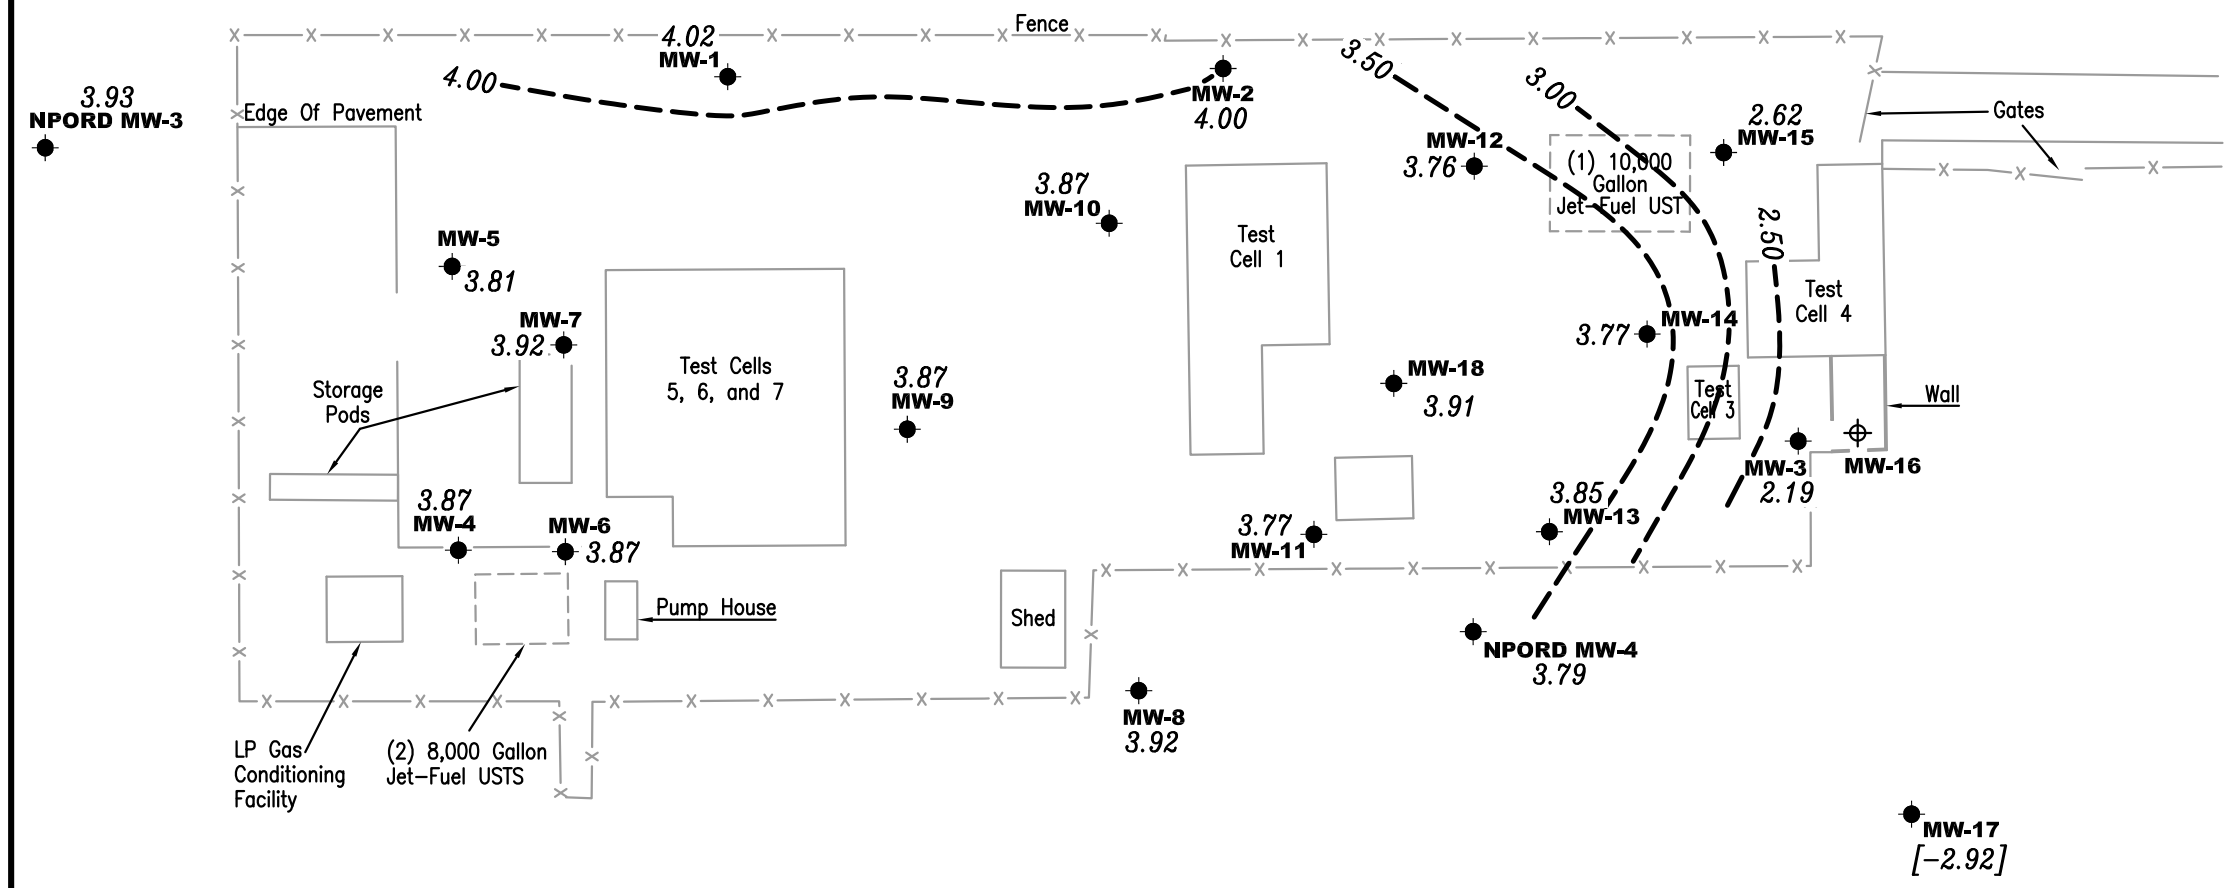 Fence
4.02
MW-1
4.00
MW-2
4.00
3.50
3.00
3.93
NPORD MW-3
Edge Of Pavement
2.62
MW-15
Gates
MW-12
3.76
(1) 10,000
Gallon
Jet-Fuel UST
3.87
MW-10
MW-5
3.81
Test
Cell 1
2.50
Test
Cell 4
MW-7
3.92
3.77
MW-14
Test Cells
5, 6, and 7
Storage
Pods
3.87
MW-9
MW-18
3.91
Test
Cell 3
Wall
MW-3
2.19
MW-16
3.87
MW-4
MW-6
3.87
3.85
MW-13
3.77
MW-11
Pump House
Shed
NPORD MW-4
3.79
MW-8
3.92
LP Gas
Conditioning
Facility
(2) 8,000 Gallon
Jet-Fuel USTS
MW-17
[-2.92]